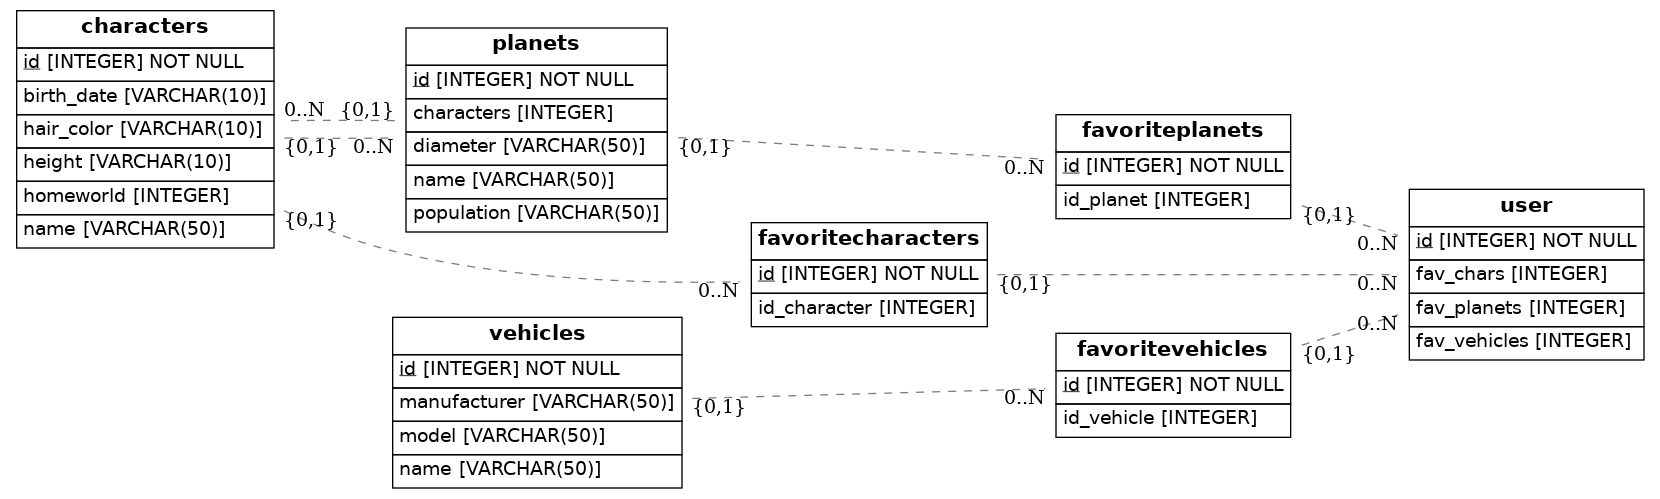 characters
id [INTEGER] NOT NULL
birth_date [VARCHAR(10)]
hair_color [VARCHAR(10)]
height [VARCHAR(10)]
homeworld [INTEGER]
name [VARCHAR(50)]
0..N {0,1}
{0,1} 0..N
{0,1}
planets
id [INTEGER] NOT NULL
characters [INTEGER]
diameter [VARCHAR(50)]
name [VARCHAR(50)]
population [VARCHAR(50)]
{0,1}
0..N
favoriteplanets
id [INTEGER] NOT NULL
id_planet [INTEGER]
{0,1}
0..N
0..N
favoritecharacters
id [INTEGER] NOT NULL
id_character [INTEGER]
{0,1}
0..N
vehicles
id [INTEGER] NOT NULL
manufacturer [VARCHAR(50)]
model [VARCHAR(50)]
name [VARCHAR(50)]
{0,1}
0..N
favoritevehicles
id [INTEGER] NOT NULL
id_vehicle [INTEGER]
{0,1}
0..N
user
id [INTEGER] NOT NULL
fav_chars [INTEGER]
fav_planets [INTEGER]
fav_vehicles [INTEGER]